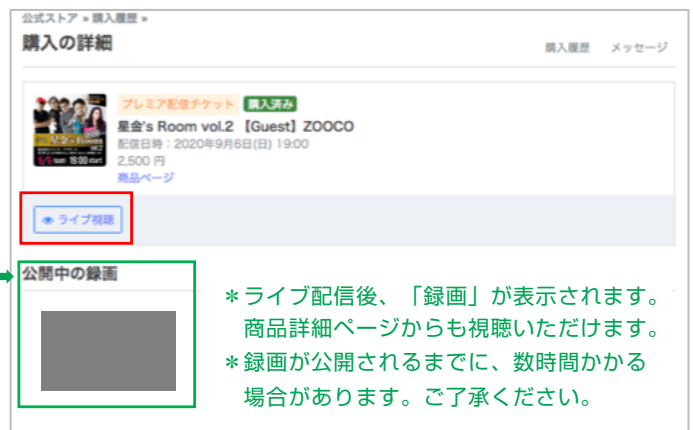 公式ストア » 購入履歴 »
購入の詳細
購入履歴 メッセージ
プレミア配信チケット 購入済み
星金's Room vol.2 【Guest】ZOOCO
配信日時：2020年9月6日(日) 19:00
2,500 円
商品ページ
ライブ視聴
公開中の録画
＊ライブ配信後、「録画」が表示されます。
商品詳細ページからも視聴いただけます。
＊録画が公開されるまでに、数時間かかる
場合があります。ご了承ください。